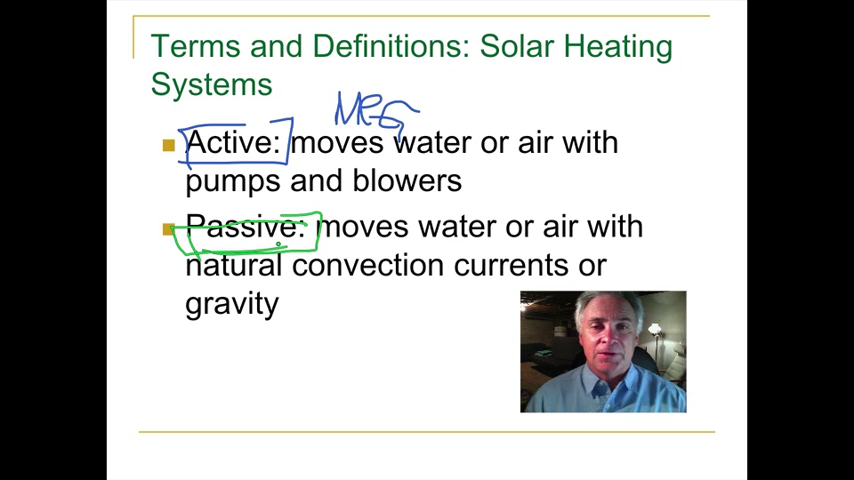 Terms and Definitions: Solar Heating
Systems
Active: moves water or air with
pumps and blowers
Passive: moves water or air with
natural convection currents or
gravity